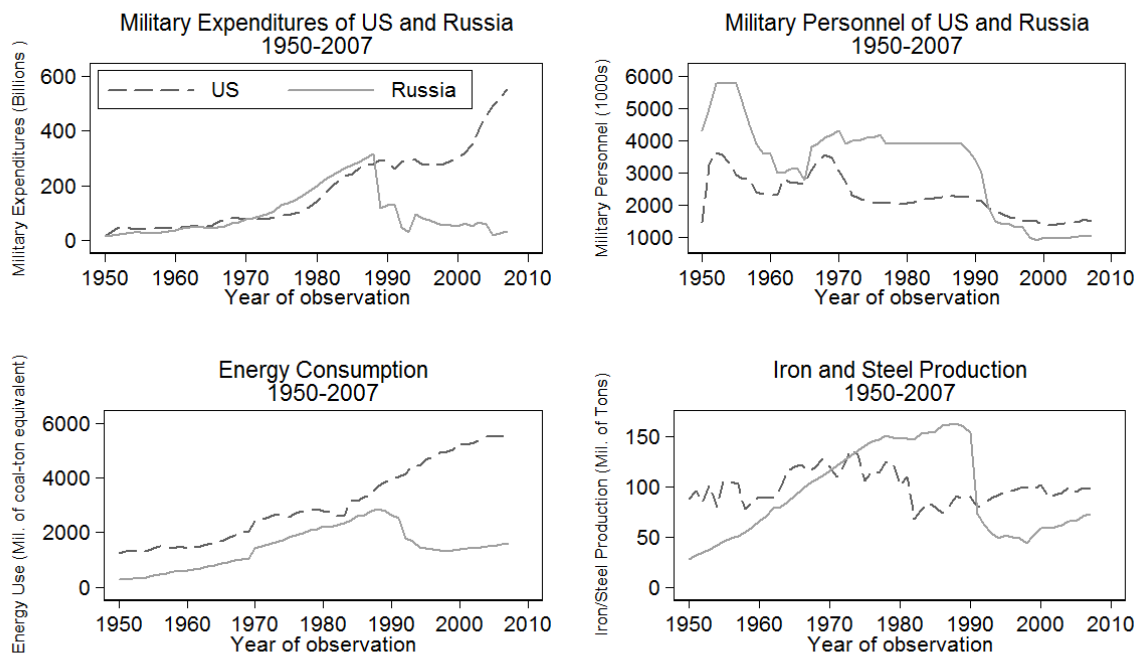 Military Expenditures of US and Russia
1950-2007
Military Expenditures (Billions )
600
400
200
0
US
Russia
1950 1960 1970 1980 1990 2000 2010
Year of observation
Military Personnel of US and Russia
1950-2007
Military Personnel (1000s)
6000
5000
4000
3000
2000
1000
1950 1960 1970 1980 1990 2000 2010
Year of observation
Energy Consumption
1950-2007
Energy Use (Mil. of coal-ton equivalent)
6000
4000
2000
0
1950 1960 1970 1980 1990 2000 2010
Year of observation
Iron and Steel Production
1950-2007
Iron/Steel Production (Mil. of Tons)
150
100
50
0
1950 1960 1970 1980 1990 2000 2010
Year of observation